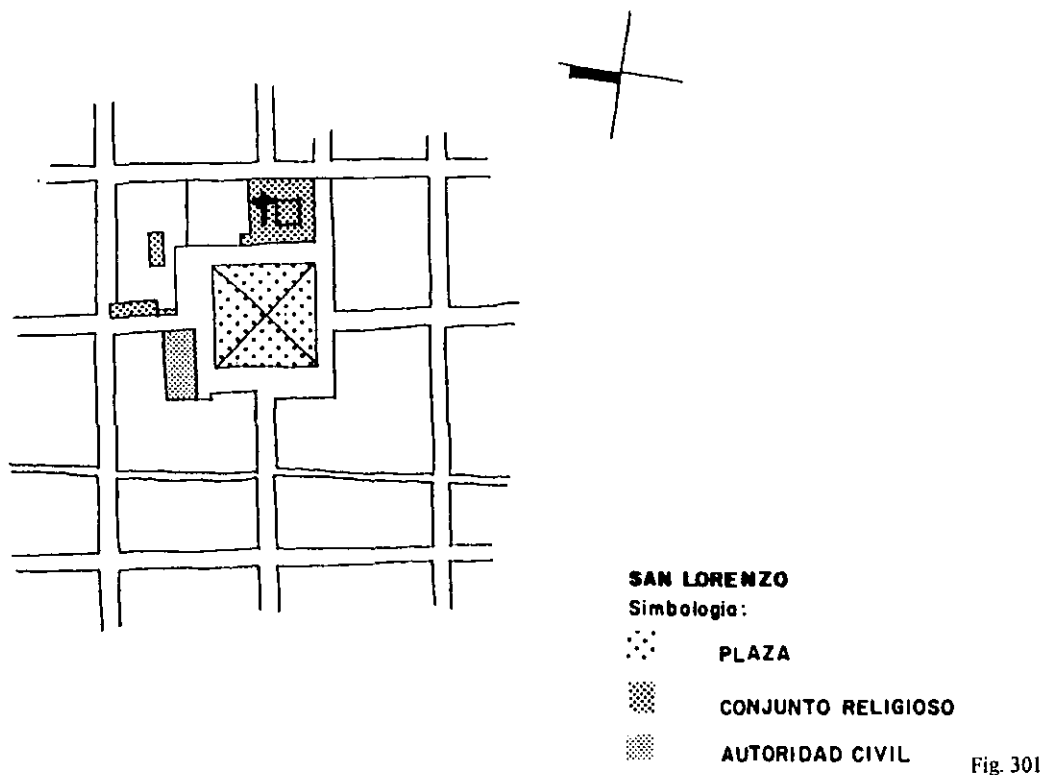 SAN LORENZO
Simbologia:
PLAZA
CONJUNTO RELIGIOSO
AUTORIDAD CIVIL
Fig. 301